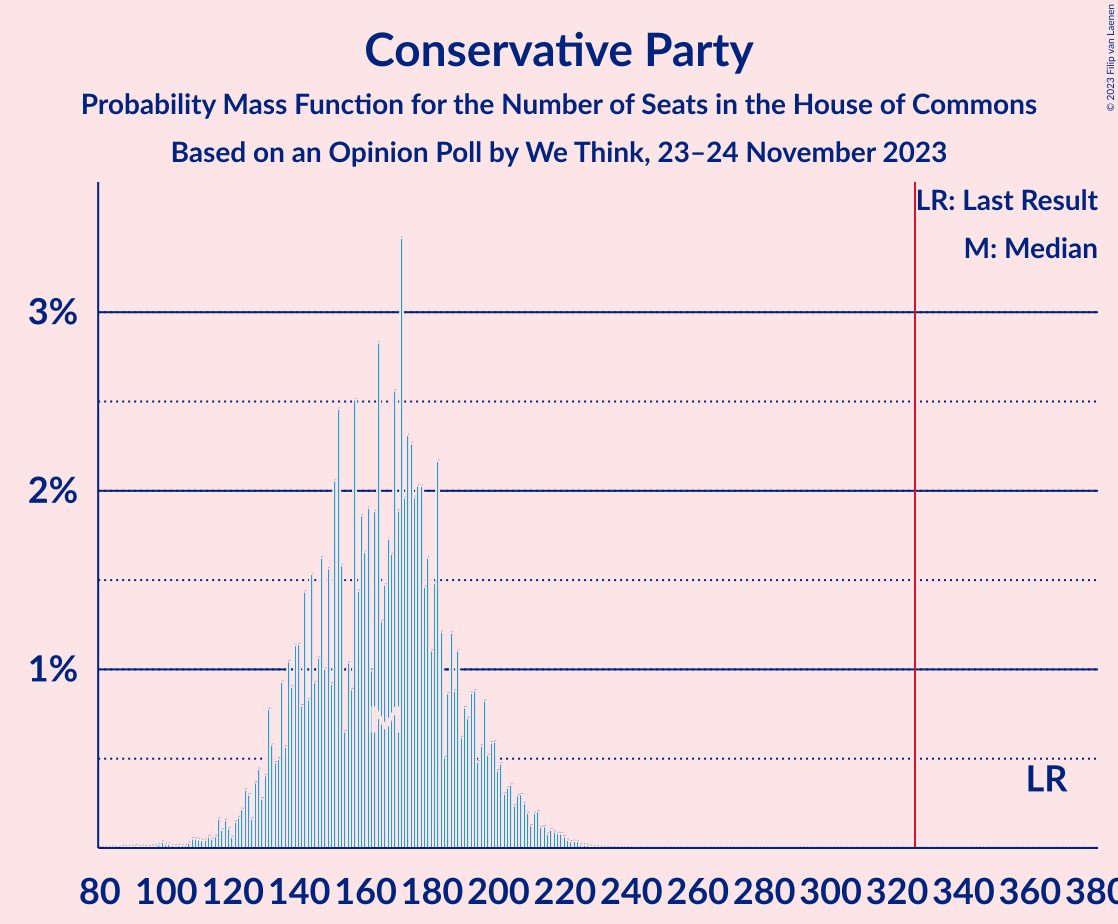 Conservative Party
Probability Mass Function for the Number of Seats in the House of Commons
Based on an Opinion Poll by We Think, 23–24 November 2023
© 2023 Filip van Laenen
LR: Last Result
M: Median
3%
2%
1%
M
LR
80 100 120 140 160 180 200 220 240 260 280 300 320 340 360 380